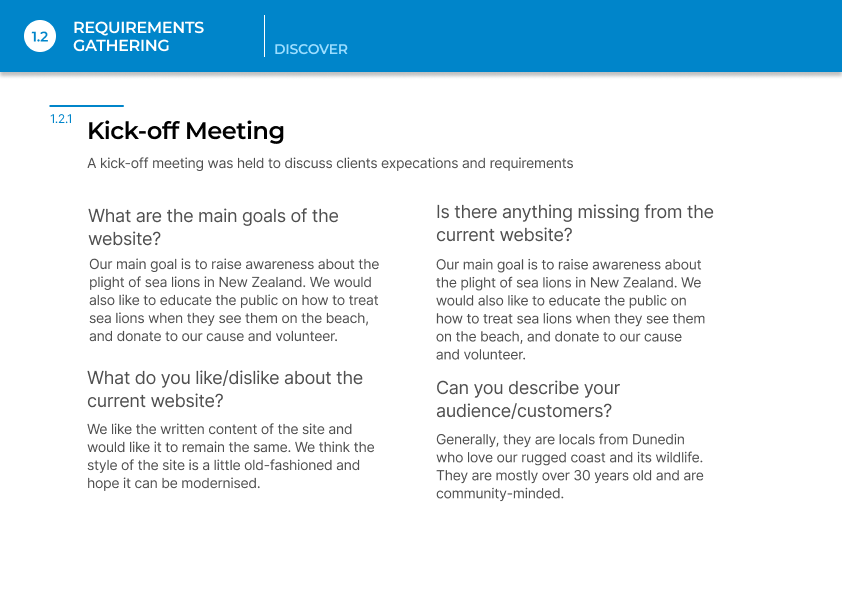 1.2
REQUIREMENTS
GATHERING
DISCOVER
1.2.1
Kick-off Meeting
A kick-off meeting was held to discuss clients expecations and requirements
What are the main goals of the
website?
Our main goal is to raise awareness about the
plight of sea lions in New Zealand. We would
also like to educate the public on how to treat
sea lions when they see them on the beach,
and donate to our cause and volunteer.
What do you like/dislike about the
current website?
We like the written content of the site and
would like it to remain the same. We think the
style of the site is a little old-fashioned and
hope it can be modernised.
Is there anything missing from the
current website?
Our main goal is to raise awareness about
the plight of sea lions in New Zealand. We
would also like to educate the public on
how to treat sea lions when they see them
on the beach, and donate to our cause
and volunteer.
Can you describe your
audience/customers?
Generally, they are locals from Dunedin
who love our rugged coast and its wildlife.
They are mostly over 30 years old and are
community-minded.